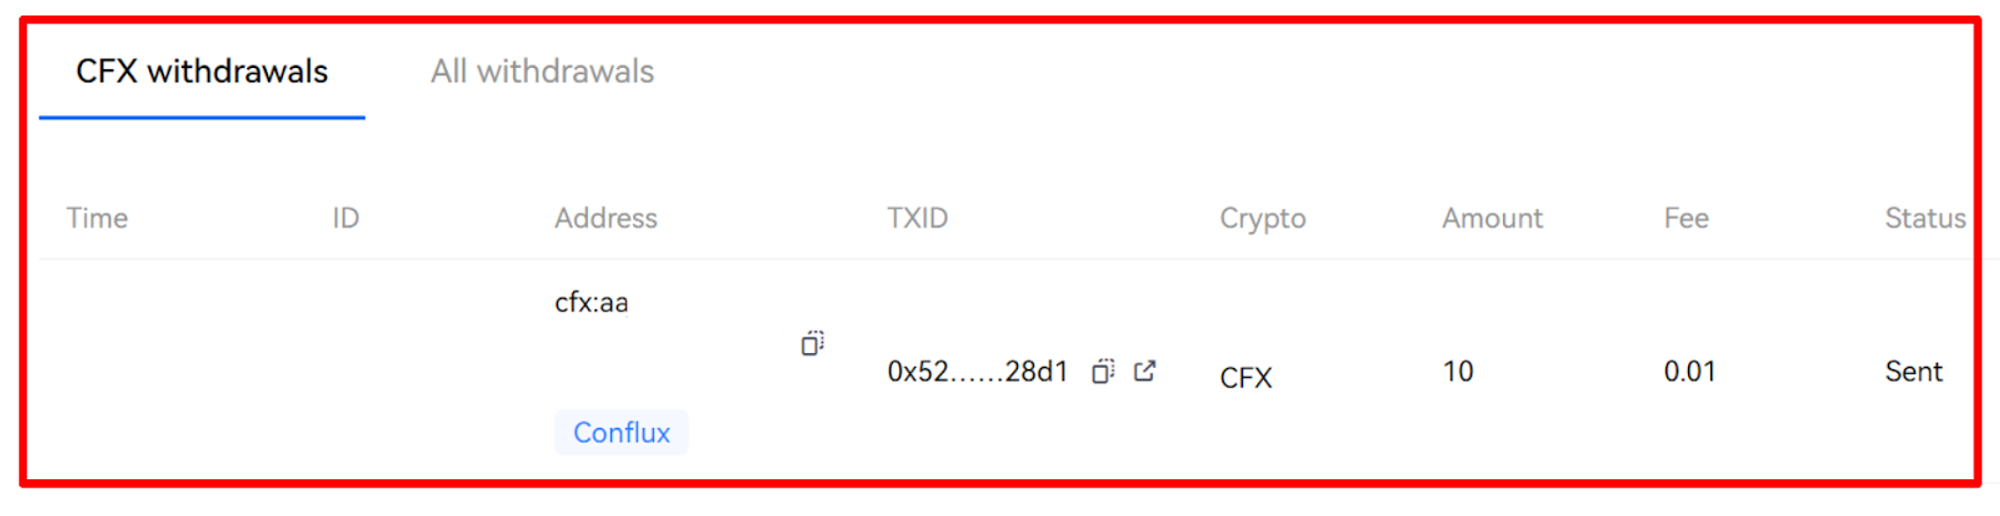 CFX withdrawals All withdrawals
Time ID Address TXID Crypto Amount Fee Status
cfx:aa
0x52......28d1 CFX 10 0.01 Sent
Conflux